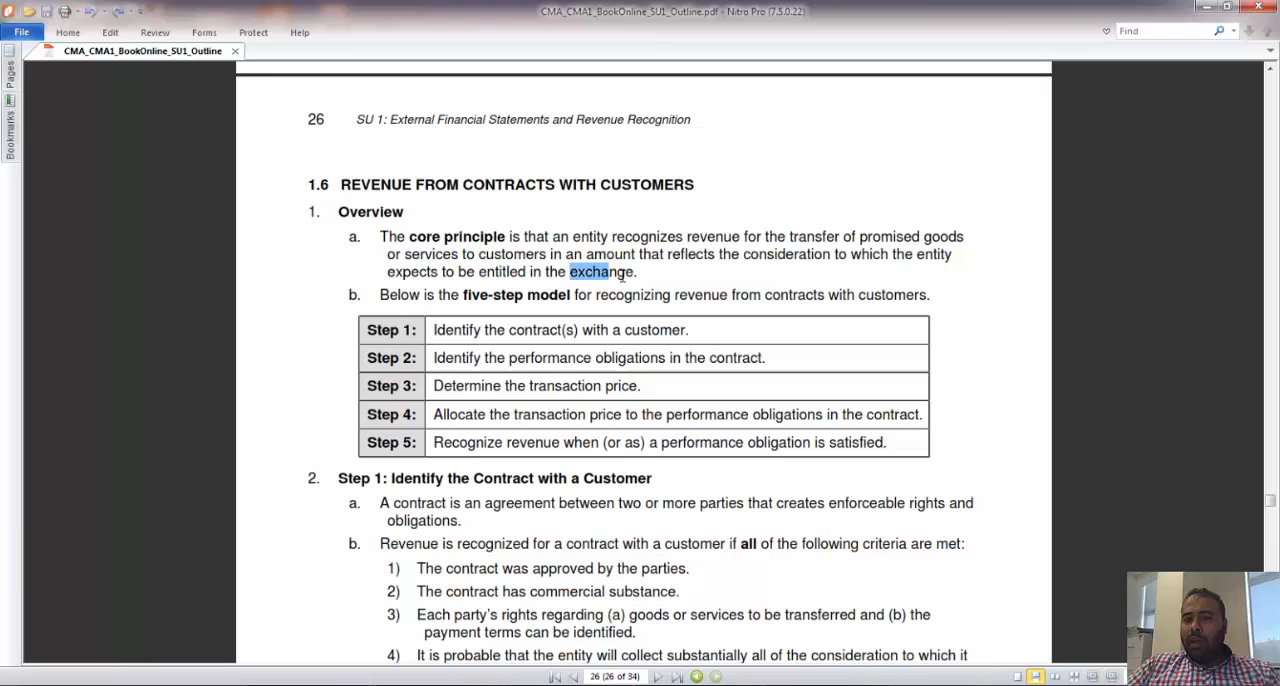 CMA_CMA1_BookOnline_SU1_Outline.pdf - Nitro Pro (7.5.0.22)
File Home Edit Review Forms Protect Help Find
CMA_CMA1_BookOnline_SU1_Outline
Pages
Bookmarks
26 SU 1: External Financial Statements and Revenue Recognition
1.6 REVENUE FROM CONTRACTS WITH CUSTOMERS
1. Overview
a. The core principle is that an entity recognizes revenue for the transfer of promised goods
or services to customers in an amount that reflects the consideration to which the entity
expects to be entitled in the exchange.
b. Below is the five-step model for recognizing revenue from contracts with customers.
Step 1: Identify the contract(s) with a customer.
Step 2: Identify the performance obligations in the contract.
Step 3: Determine the transaction price.
Step 4: Allocate the transaction price to the performance obligations in the contract.
Step 5: Recognize revenue when (or as) a performance obligation is satisfied.
2. Step 1: Identify the Contract with a Customer
a. A contract is an agreement between two or more parties that creates enforceable rights and
obligations.
b. Revenue is recognized for a contract with a customer if all of the following criteria are met:
1) The contract was approved by the parties.
2) The contract has commercial substance.
3) Each party's rights regarding (a) goods or services to be transferred and (b) the
payment terms can be identified.
4) It is probable that the entity will collect substantially all of the consideration to which it
26 (26 of 34)